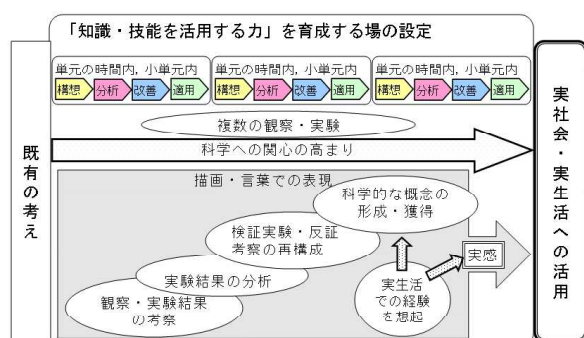 「知識・技能を活用する力」を育成する場の設定
単元の時間内，小単元内
構想
分析
改善
適用
単元の時間内，小単元内
構想
分析
改善
適用
単元の時間内，小単元内
構想
分析
改善
適用
既有の考え
複数の観察・実験
科学への関心の高まり
描画・言葉での表現
科学的な概念の
形成・獲得
検証実験・反証
考察の再構成
実験結果の分析
観察・実験結果
の考察
実生活
での経験
を想起
実感
実社会・実生活への活用